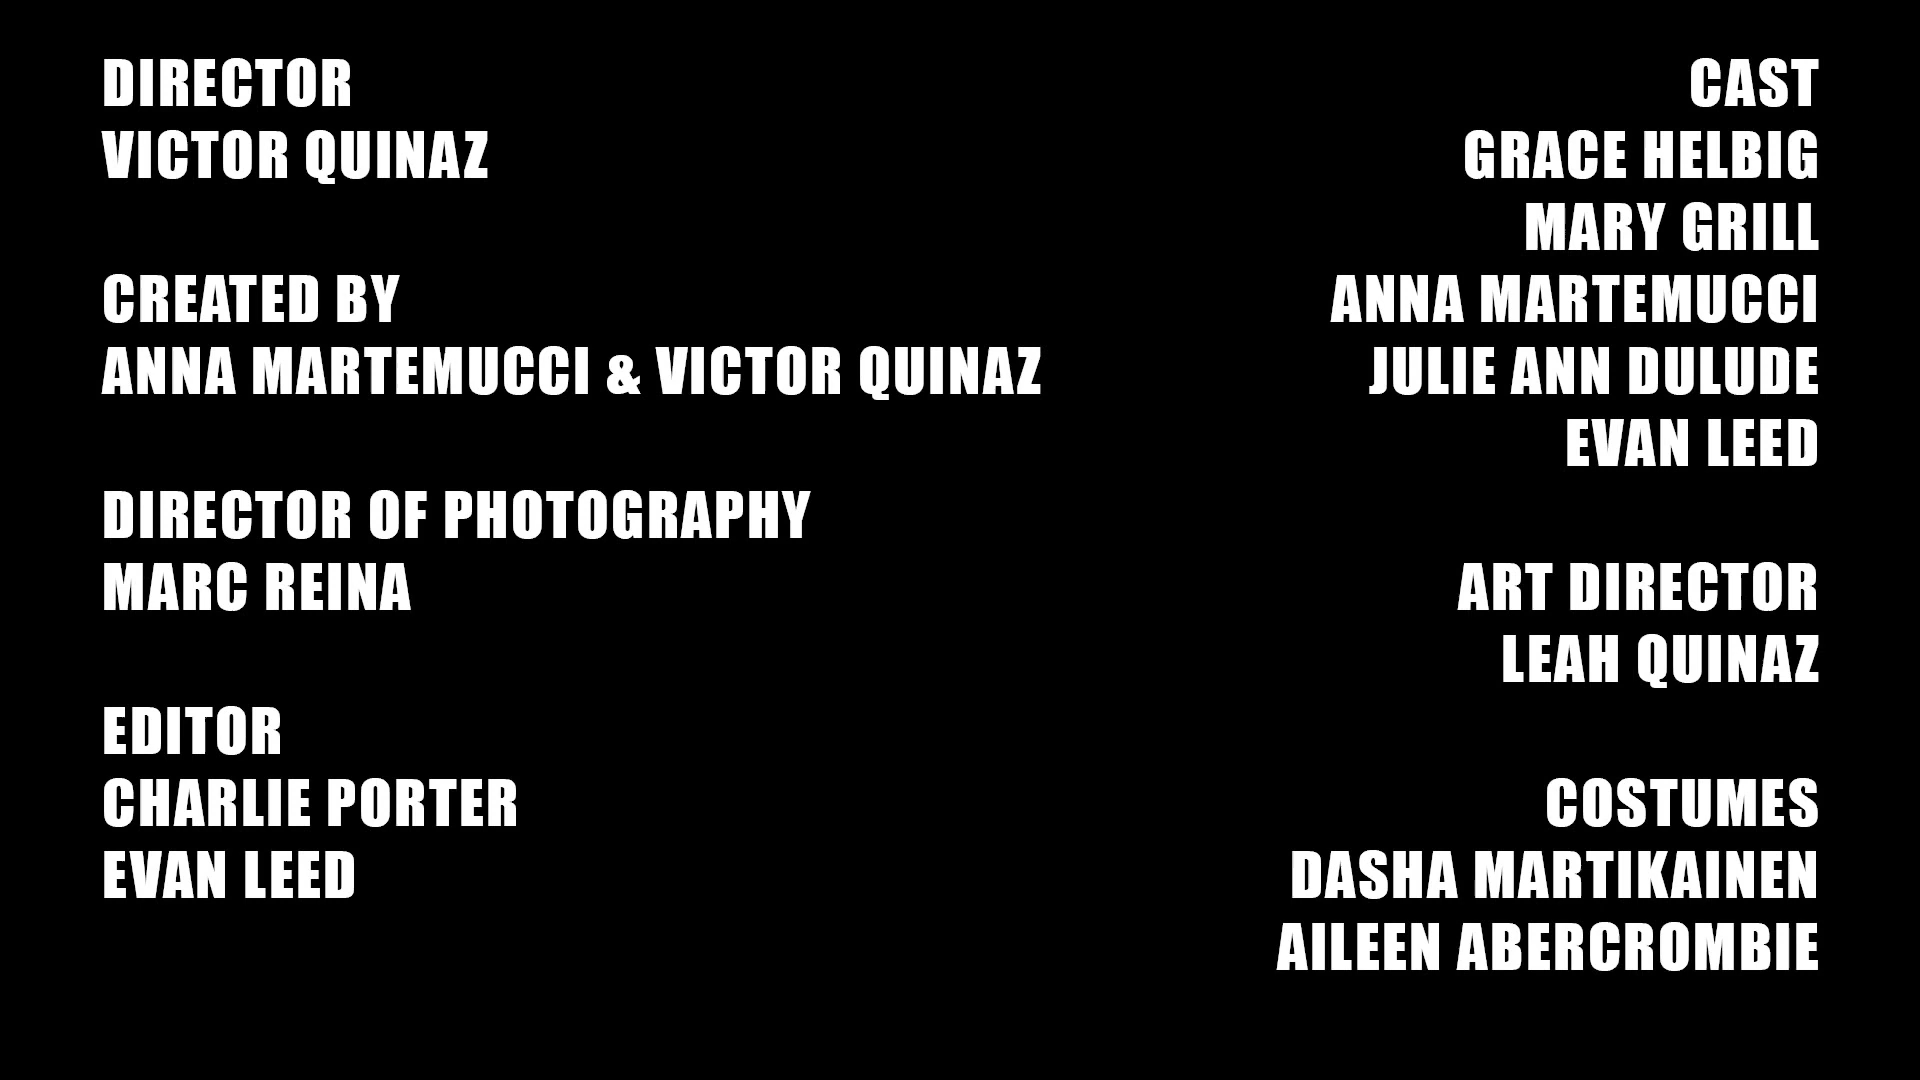 DIRECTOR
VICTOR QUINAZ
CREATED BY
ANNA MARTEMUCCI & VICTOR QUINAZ
DIRECTOR OF PHOTOGRAPHY
MARC REINA
EDITOR
CHARLIE PORTER
EVAN LEED
CAST
GRACE HELBIG
MARY GRILL
ANNA MARTEMUCCI
JULIE ANN DULUDE
EVAN LEED
ART DIRECTOR
LEAH QUINAZ
COSTUMES
DASHA MARTIKAINEN
AILEEN ABERCROMBIE